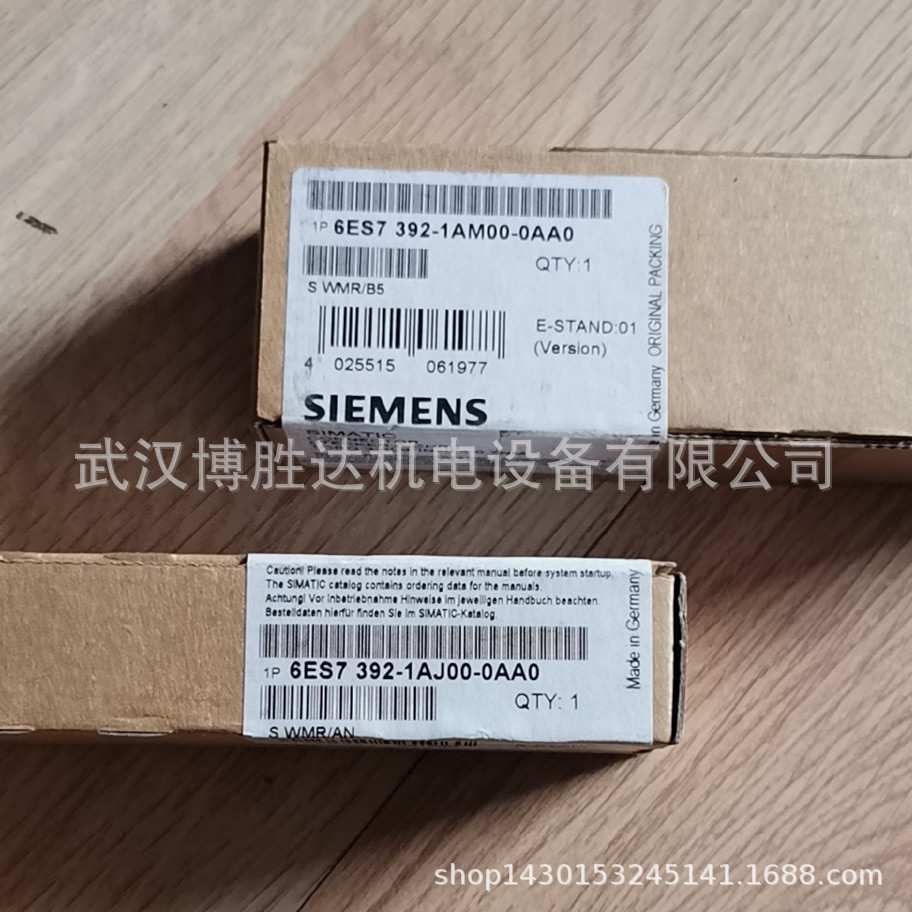 1P 6ES7 392-1AM00-0AA0
QTY:1
S WMR/B5
E-STAND:01
(Version)
4 025515 061977
SIEMENS
SIMATIC
in Germany ORIGINAL PACKING
武汉博胜达机电设备有限公司
Caution! Please read the notes in the relevant manual before system startup.
The SIMATIC catalog contains ordering data for the manuals.
Achtung! Vor Inbetriebnahme Hinweise im jeweiligen Handbuch beachten.
Bestelldaten hierfür finden Sie im SIMATIC-Katalog.
Made in Germany
1P 6ES7 392-1AJ00-0AA0
QTY: 1
S WMR/AN
shop1430153245141.1688.com